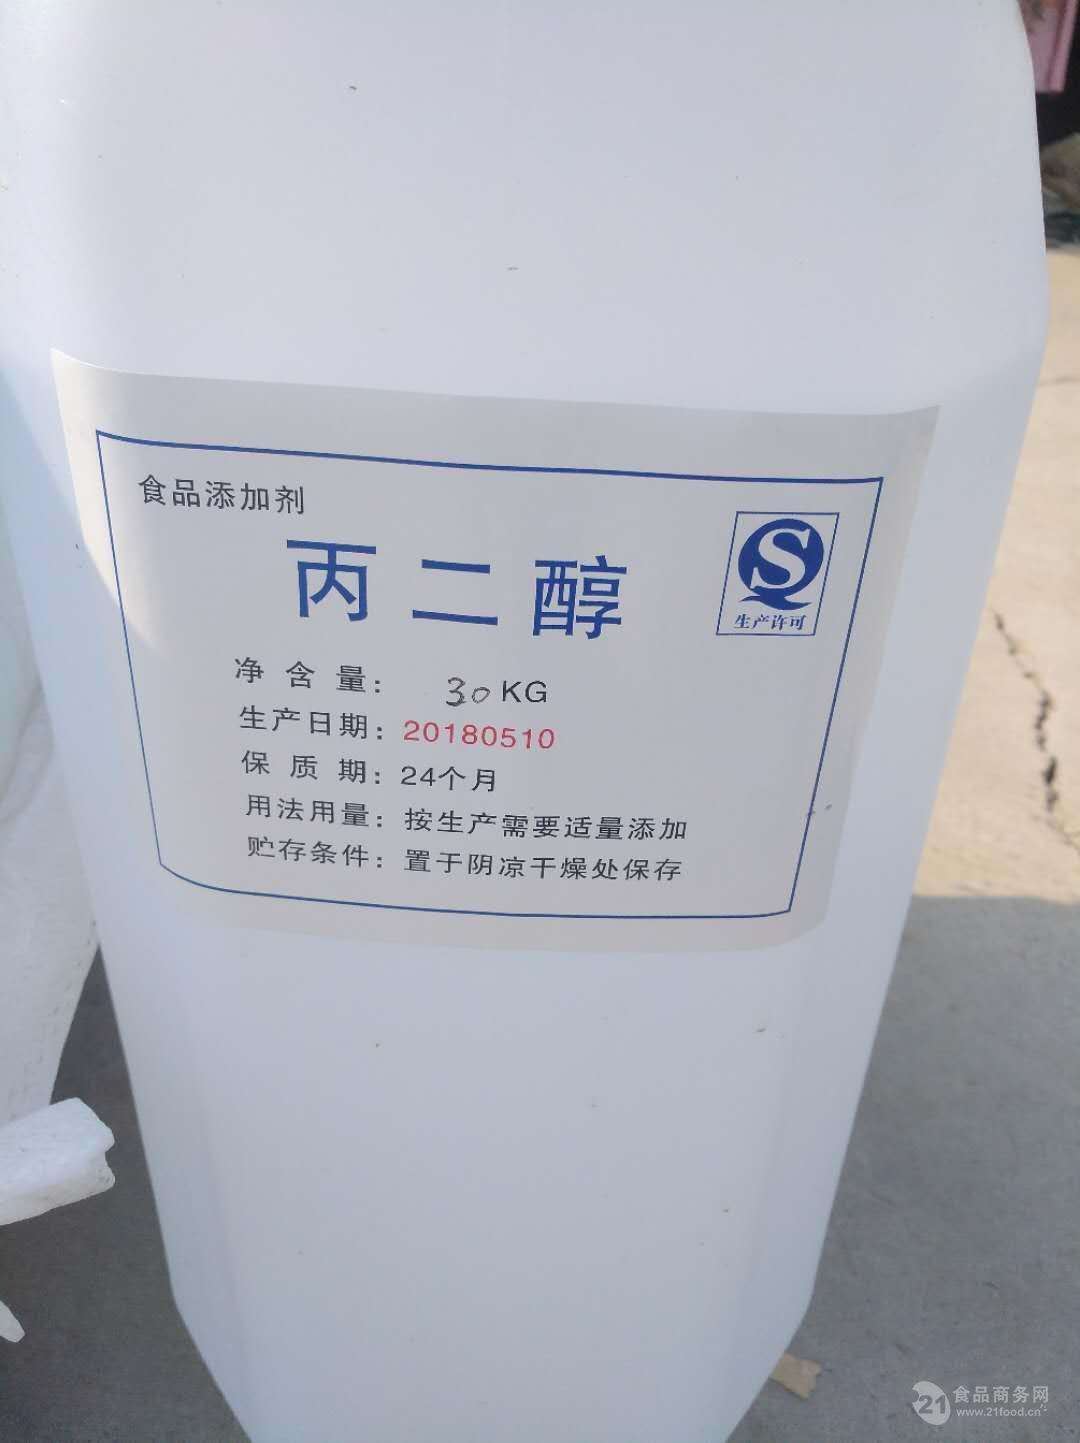 食品添加剂
丙二醇
QS
生产许可
净含量: 30KG
生产日期: 20180510
保质期: 24个月
用法用量: 按生产需要适量添加
贮存条件: 置于阴凉干燥处保存
21 食品商务网
www.21food.cn